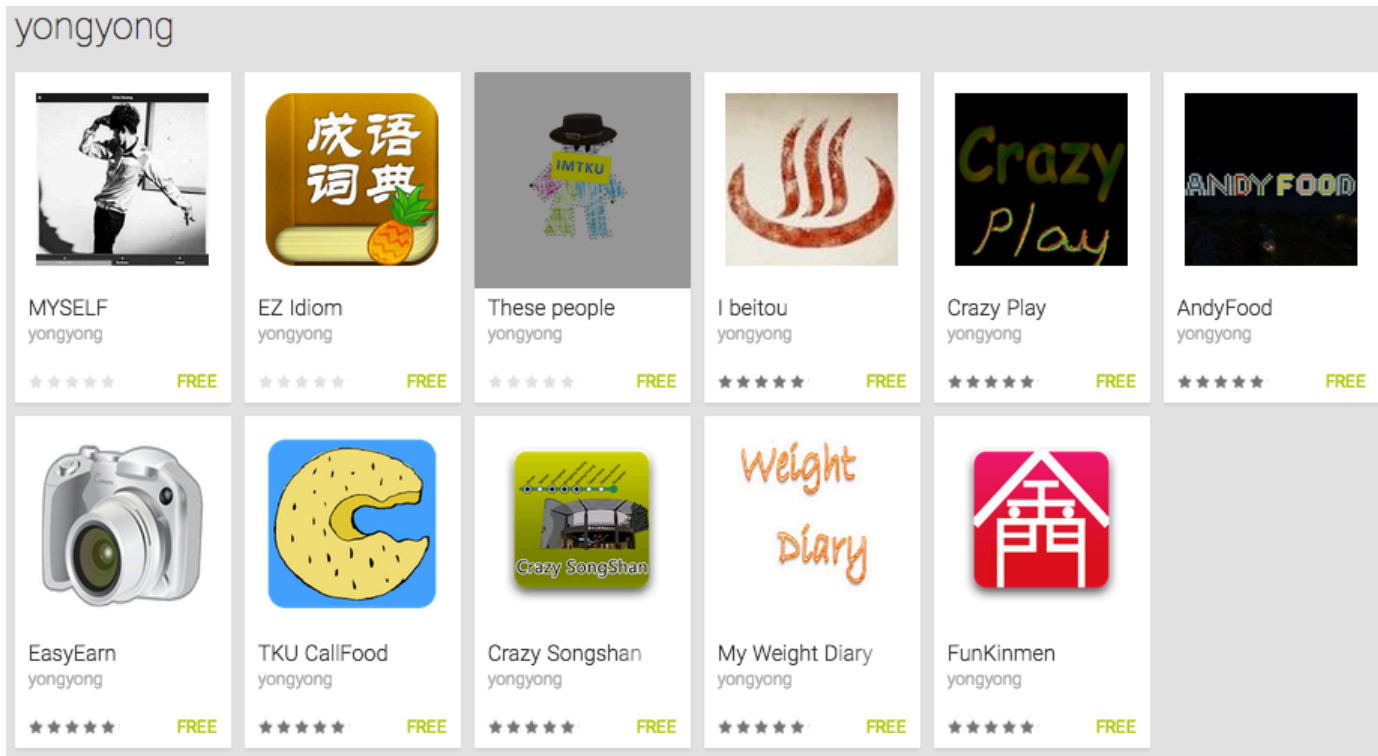 yongyong
MYSELF
yongyong
FREE
成语
词典
EZ Idiom
yongyong
FREE
IMTKU
These people
yongyong
FREE
I beitou
yongyong
FREE
Crazy
Play
Crazy Play
yongyong
FREE
ANDY FOOD
AndyFood
yongyong
FREE
EasyEarn
yongyong
FREE
TKU CallFood
yongyong
FREE
Crazy SongShan
Crazy Songshan
yongyong
FREE
Weight
Diary
My Weight Diary
yongyong
FREE
FunKinmen
yongyong
FREE